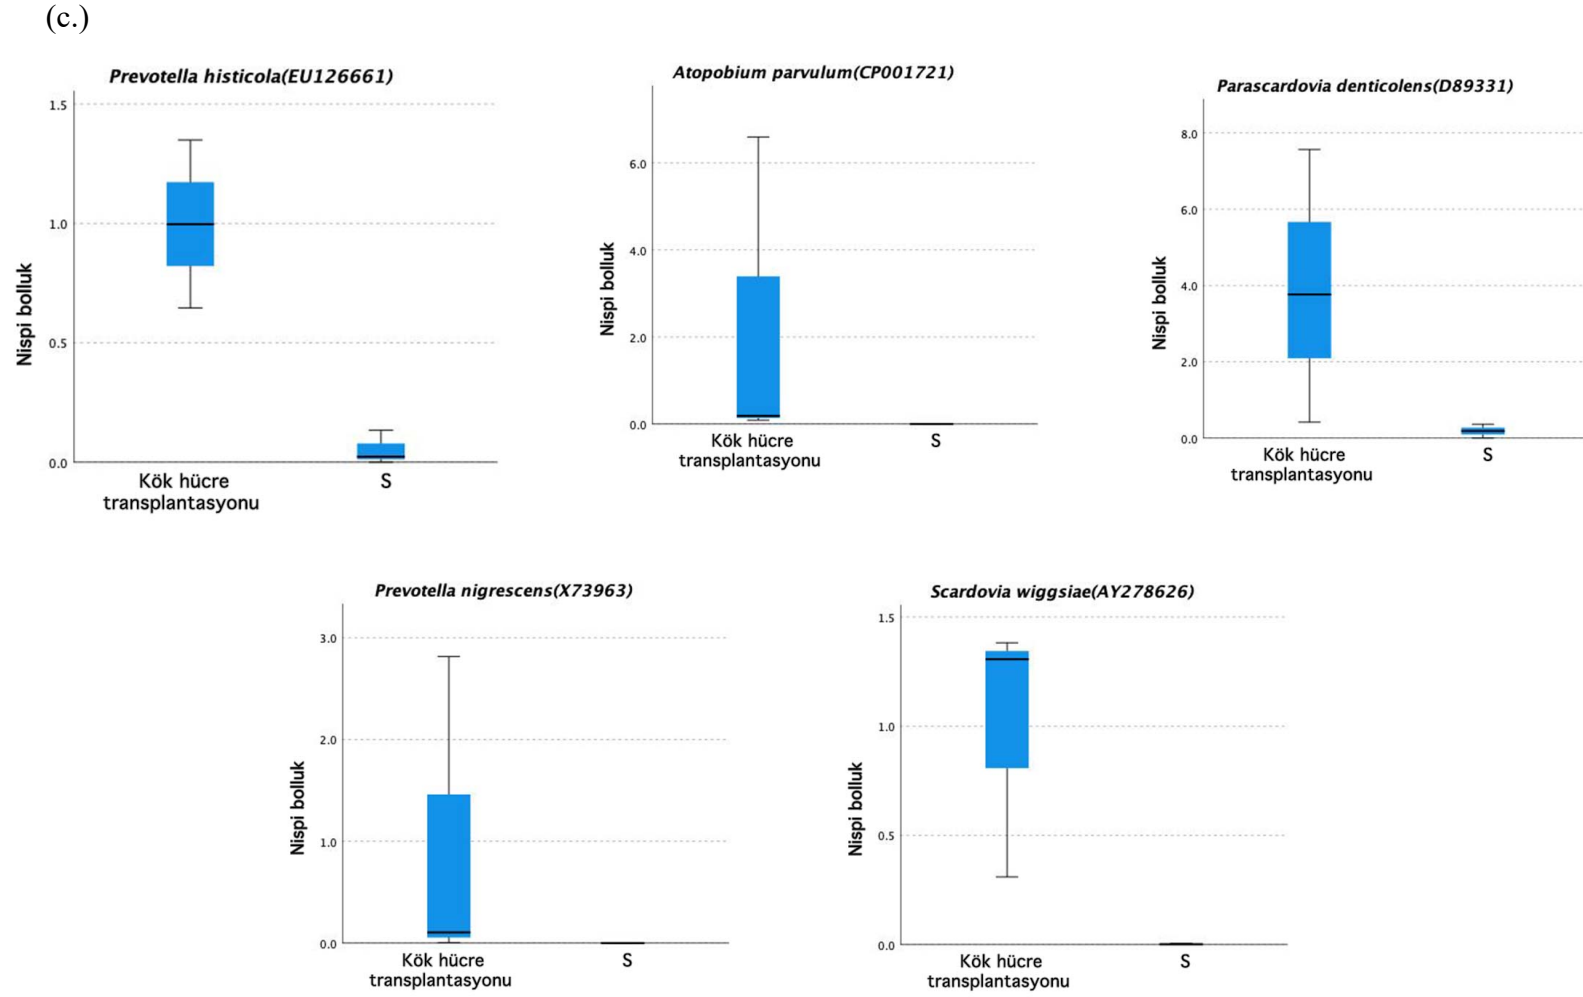 (c.)
Prevotella histicola(EU126661)
Nispi bolluk
1.5
1.0
0.5
0.0
Kök hücre
transplantasyonu
S
Atopobium parvulum(CP001721)
Nispi bolluk
6.0
4.0
2.0
0.0
Kök hücre
transplantasyonu
S
Parascardovia denticolens(D89331)
Nispi bolluk
8.0
6.0
4.0
2.0
0.0
Kök hücre
transplantasyonu
S
Prevotella nigrescens(X73963)
Nispi bolluk
3.0
2.0
1.0
0.0
Kök hücre
transplantasyonu
S
Scardovia wiggsiae(AY278626)
Nispi bolluk
1.5
1.0
0.5
0.0
Kök hücre
transplantasyonu
S